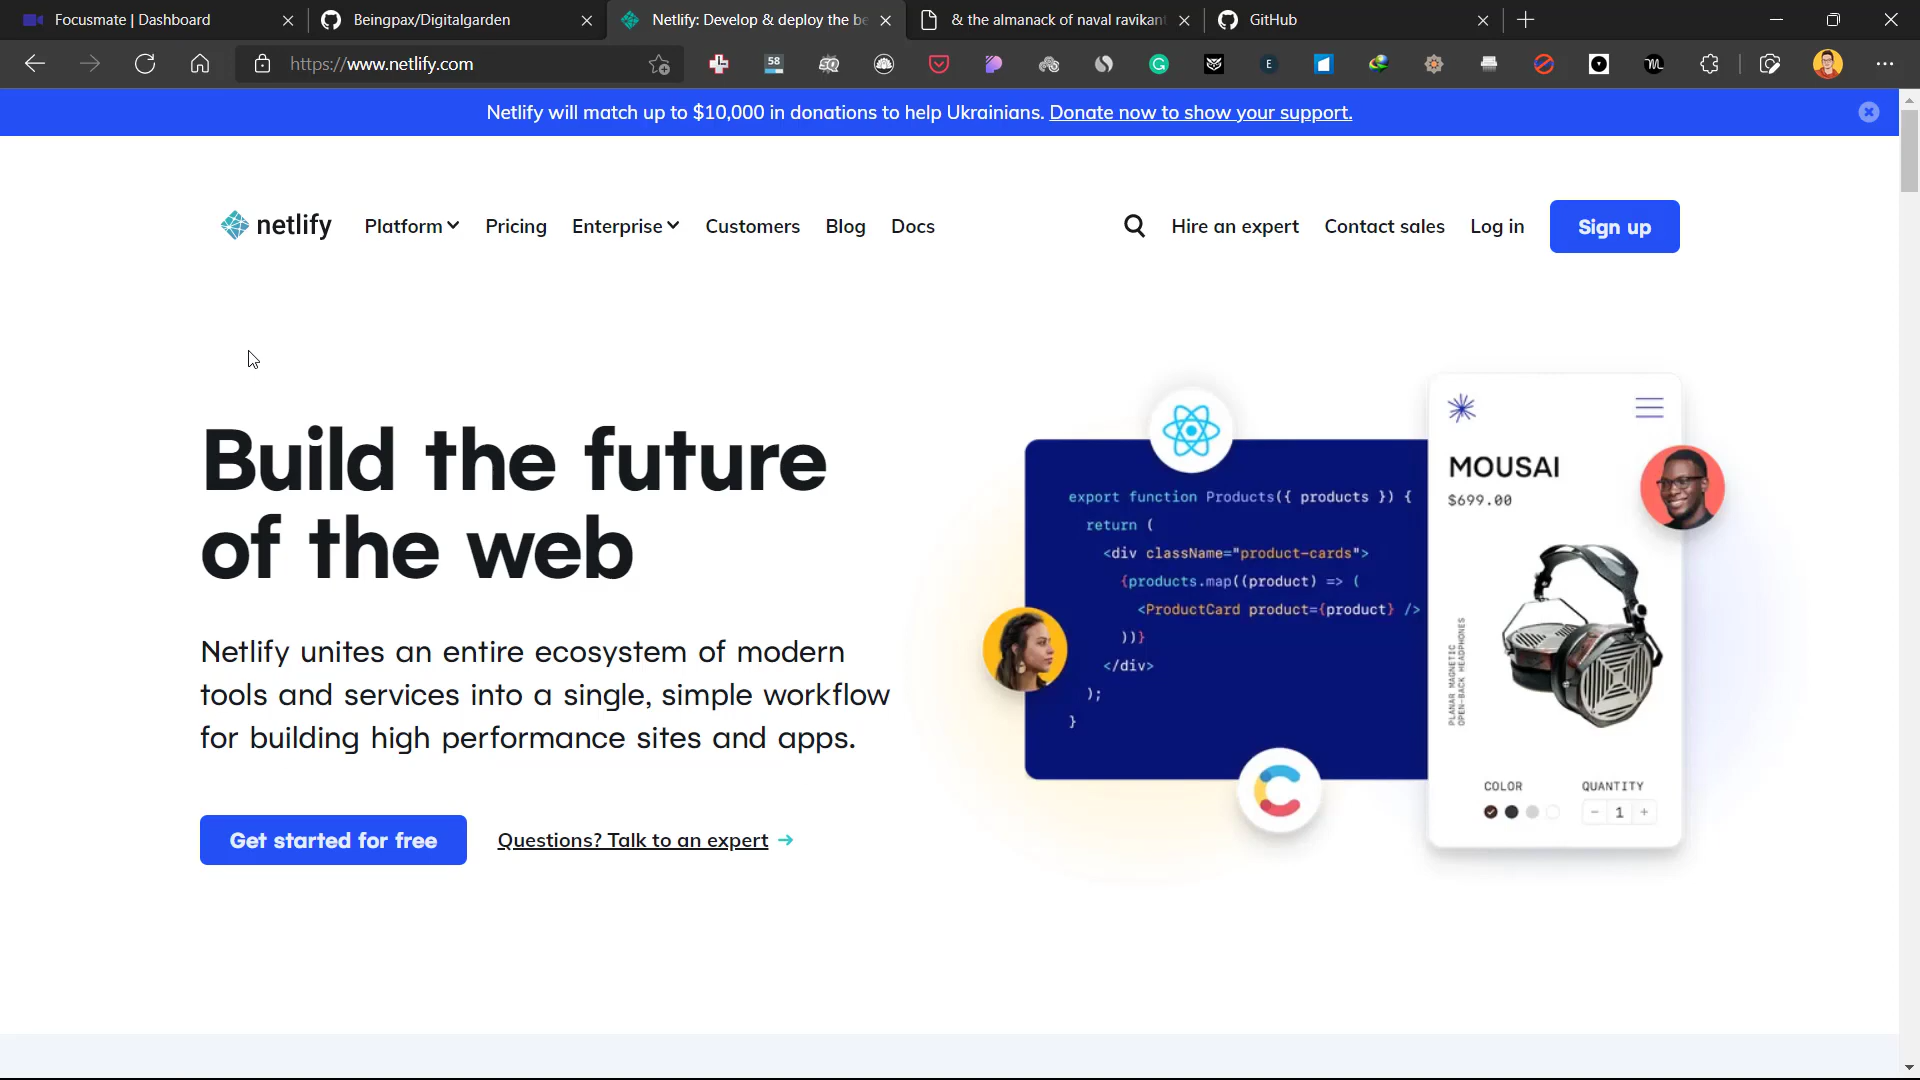 Focusmate | Dashboard
Beingpax/Digitalgarden
Netlify: Develop & deploy the be
& the almanack of naval ravikant
GitHub
https://www.netlify.com
58
Netlify will match up to $10,000 in donations to help Ukrainians. Donate now to show your support.
netlify
Platform
Pricing
Enterprise
Customers
Blog
Docs
Hire an expert
Contact sales
Log in
Sign up
Build the future
of the web
Netlify unites an entire ecosystem of modern
tools and services into a single, simple workflow
for building high performance sites and apps.
Get started for free
Questions? Talk to an expert →
export function Products({ products }) {
return (
<div className="product-cards">
{products.map((product) => (
<ProductCard product={product} />
))}
</div>
);
}
MOUSAI
$699.00
PLANAR MAGNETIC
OPEN-BACK HEADPHONES
COLOR
QUANTITY
− 1 +